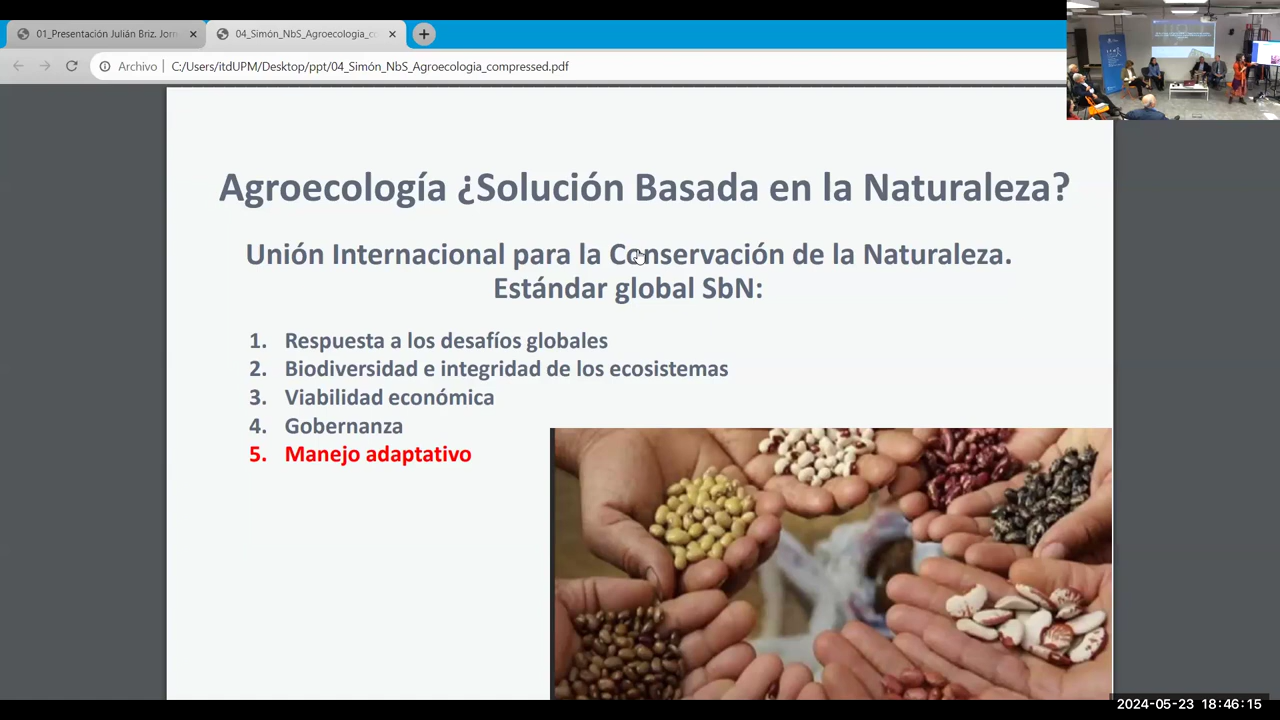 01_Presentación Julián Briz. Jorn
04_Simón_NbS_Agroecología_c
Archivo
C:/Users/itdUPM/Desktop/ppt/04_Simón_NbS_Agroecología_compressed.pdf
Agroecología ¿Solución Basada en la Naturaleza?
Unión Internacional para la Conservación de la Naturaleza.
Estándar global SbN:
1. Respuesta a los desafíos globales
2. Biodiversidad e integridad de los ecosistemas
3. Viabilidad económica
4. Gobernanza
5. Manejo adaptativo
2024-05-23 18:46:15